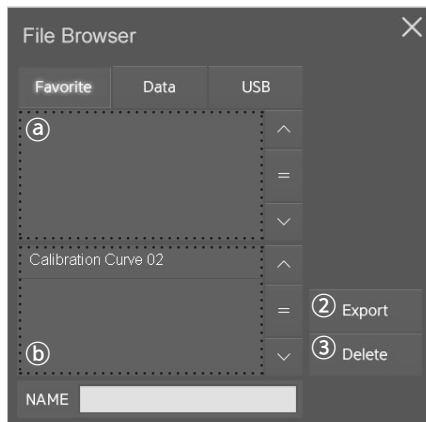 File Browser
Favorite Data USB
ⓐ
=
Calibration Curve 02
= ② Export
ⓑ ③ Delete
NAME